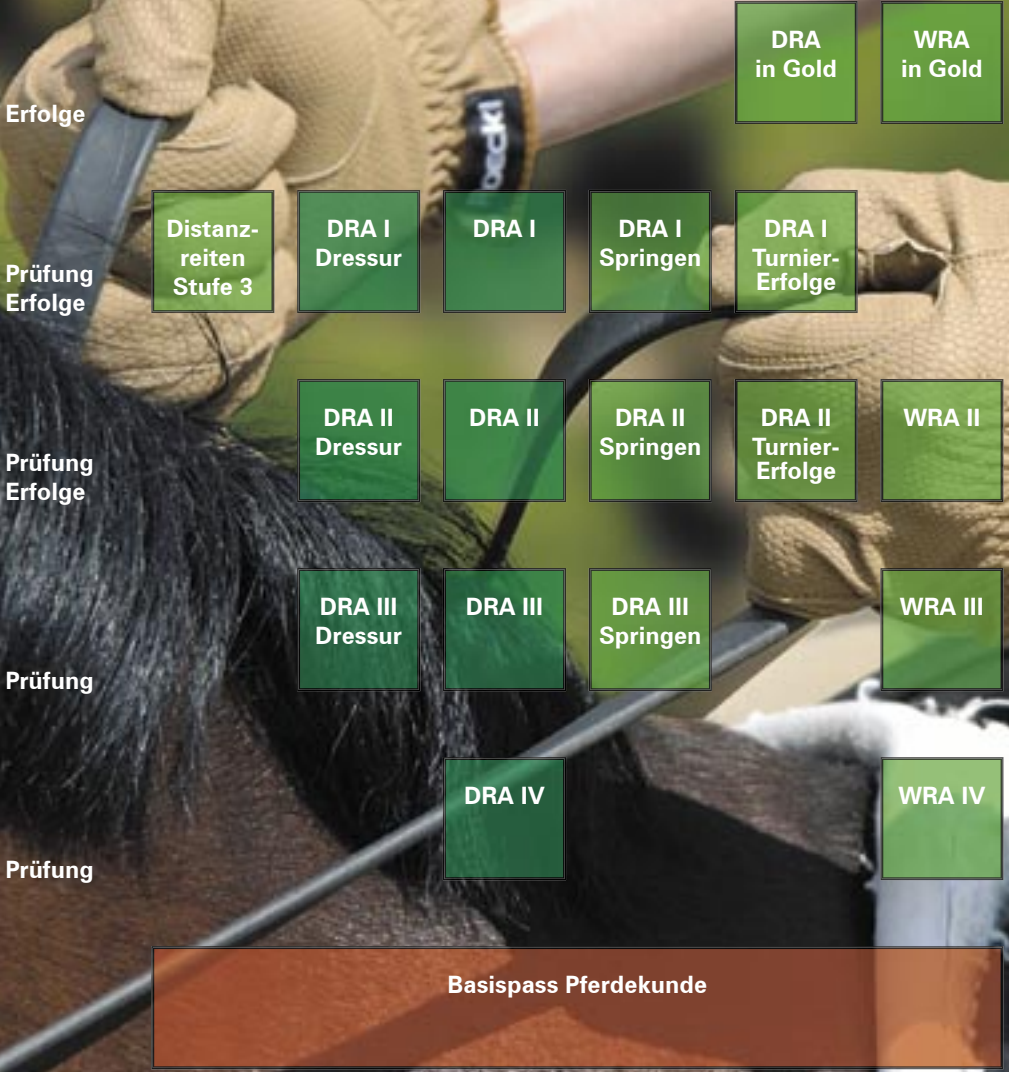 DRA
in Gold
WRA
in Gold
Erfolge
Distanz-
reiten
Stufe 3
DRA I
Dressur
DRA I
DRA I
Springen
DRA I
Turnier-
Erfolge
Prüfung
Erfolge
DRA II
Dressur
DRA II
DRA II
Springen
DRA II
Turnier-
Erfolge
WRA II
Prüfung
Erfolge
DRA III
Dressur
DRA III
DRA III
Springen
WRA III
Prüfung
DRA IV
WRA IV
Prüfung
Basispass Pferdekunde